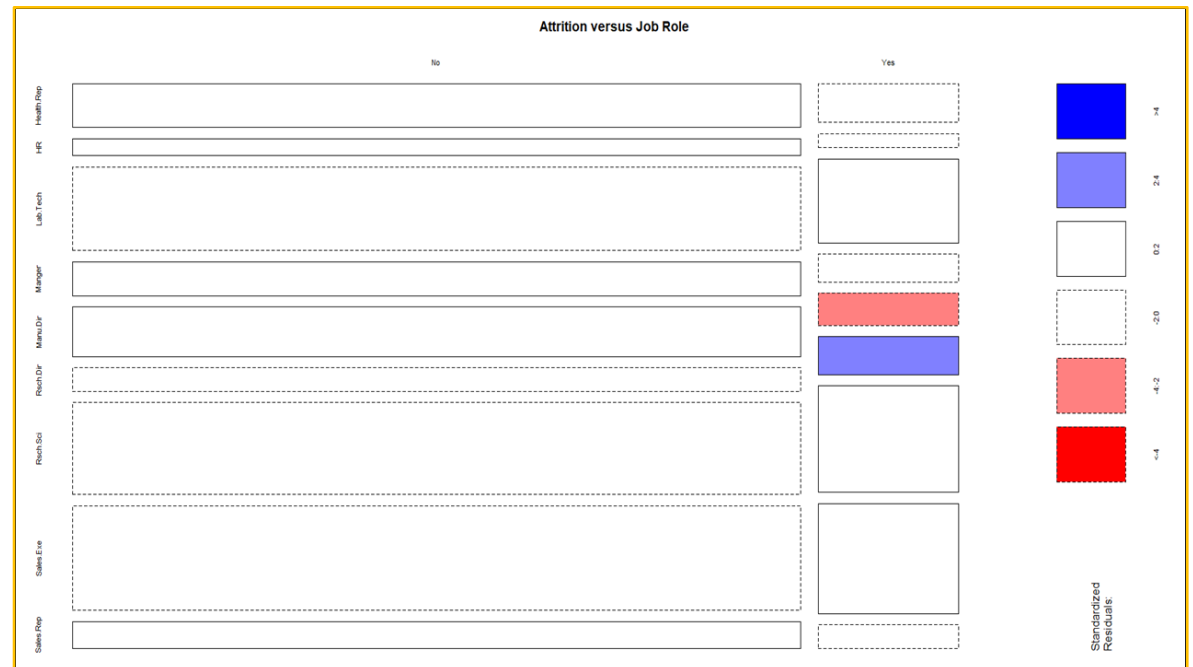 Attrition versus Job Role
No
Yes
Health.Rep
HR
Lab.Tech
Manger
Manu.Dir
Rsch.Dir
Rsch.Sci
Sales.Exe
Sales.Rep
>4
2:4
0:2
-2:0
-4:-2
<-4
Standardized
Residuals: